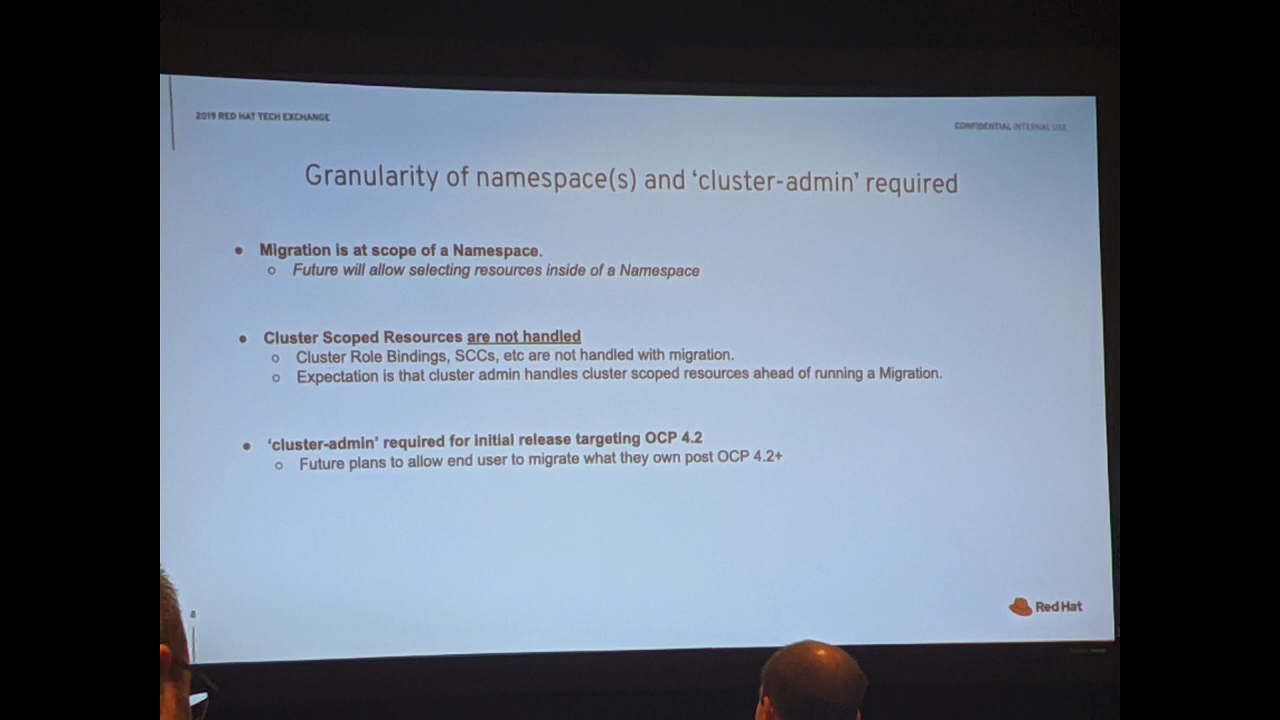 2019 RED HAT TECH EXCHANGE
CONFIDENTIAL INTERNAL USE
Granularity of namespace(s) and ‘cluster-admin’ required
● Migration is at scope of a Namespace.
○ Future will allow selecting resources inside of a Namespace
● Cluster Scoped Resources are not handled
○ Cluster Role Bindings, SCCs, etc are not handled with migration.
○ Expectation is that cluster admin handles cluster scoped resources ahead of running a Migration.
● ‘cluster-admin’ required for initial release targeting OCP 4.2
○ Future plans to allow end user to migrate what they own post OCP 4.2+
8
Red Hat